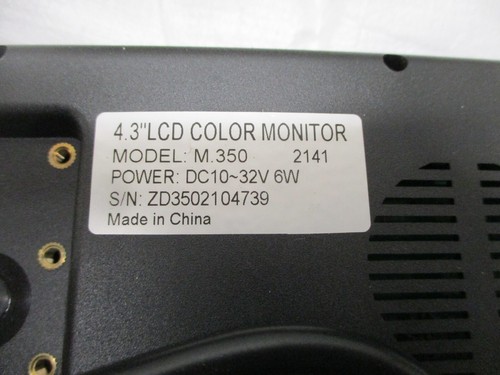 4.3"LCD COLOR MONITOR
MODEL: M.350 2141
POWER: DC10~32V 6W
S/N: ZD3502104739
Made in China